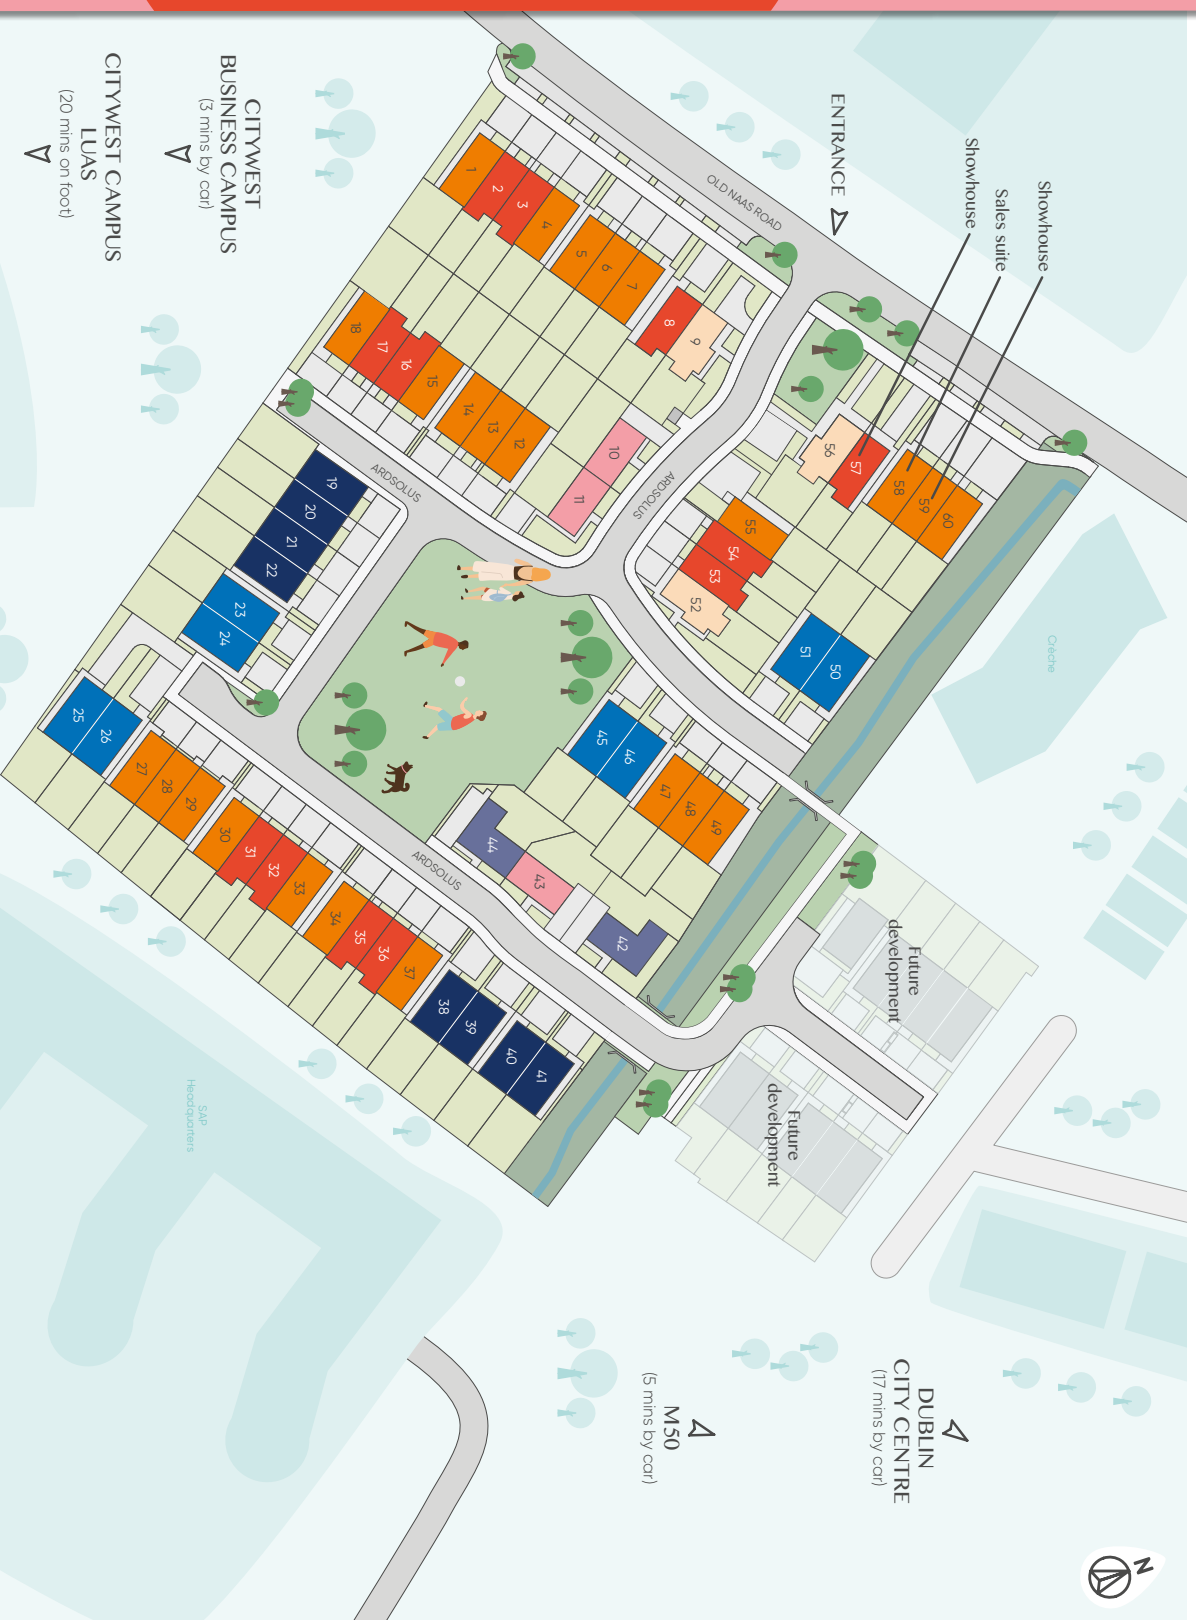 CITYWEST CAMPUS
LUAS
(20 mins on foot)
CITYWEST
BUSINESS CAMPUS
(3 mins by car)
ENTRANCE
Showhouse
Sales suite
Showhouse
OLD NAAS ROAD
ARDSOLUS
ARDSOLUS
ARDSOLUS
1
2
3
4
5
6
7
8
9
10
11
12
13
14
15
16
17
18
19
20
21
22
23
24
25
26
27
28
29
30
31
32
33
34
35
36
37
38
39
40
41
42
43
44
45
46
47
48
49
50
51
52
53
54
55
56
57
58
59
60
Crèche
Future
development
Future
development
SAP
Headquarters
M50
(5 mins by car)
DUBLIN
CITY CENTRE
(17 mins by car)
N